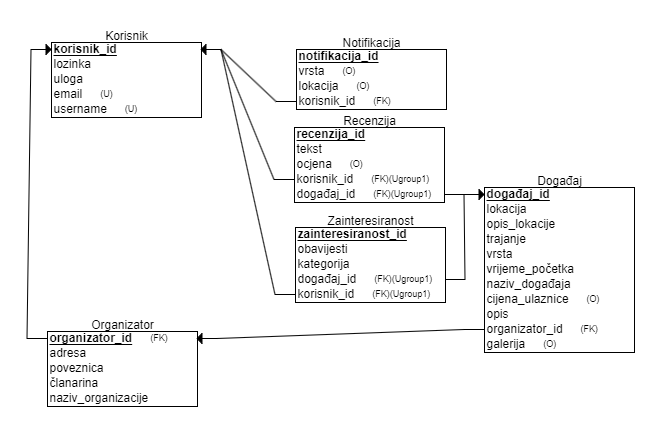 Korisnik
korisnik_id
lozinka
uloga
email (U)
username (U)
Notifikacija
notifikacija_id
vrsta (O)
lokacija (O)
korisnik_id (FK)
Recenzija
recenzija_id
tekst
ocjena (O)
korisnik_id (FK)(Ugroup1)
događaj_id (FK)(Ugroup1)
Zainteresiranost
zainteresiranost_id
obavijesti
kategorija
događaj_id (FK)(Ugroup1)
korisnik_id (FK)(Ugroup1)
Događaj
događaj_id
lokacija
opis_lokacije
trajanje
vrsta
vrijeme_početka
naziv_događaja
cijena_ulaznice (O)
opis
organizator_id (FK)
galerija (O)
Organizator
organizator_id (FK)
adresa
poveznica
članarina
naziv_organizacije